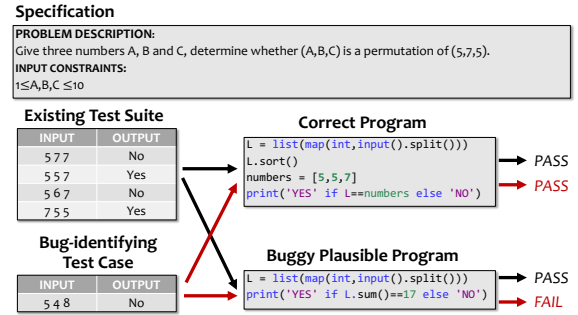 Specification
PROBLEM DESCRIPTION:
Give three numbers A, B and C, determine whether (A,B,C) is a permutation of (5,7,5).
INPUT CONSTRAINTS:
1≤A,B,C ≤10
Existing Test Suite
INPUT OUTPUT
5 7 7 No
5 5 7 Yes
5 6 7 No
7 5 5 Yes
Correct Program
L = list(map(int,input().split()))
L.sort()
numbers = [5,5,7]
print('YES' if L==numbers else 'NO')
PASS
PASS
Bug-identifying
Test Case
INPUT OUTPUT
5 4 8 No
Buggy Plausible Program
L = list(map(int,input().split()))
print('YES' if L.sum()==17 else 'NO')
PASS
FAIL